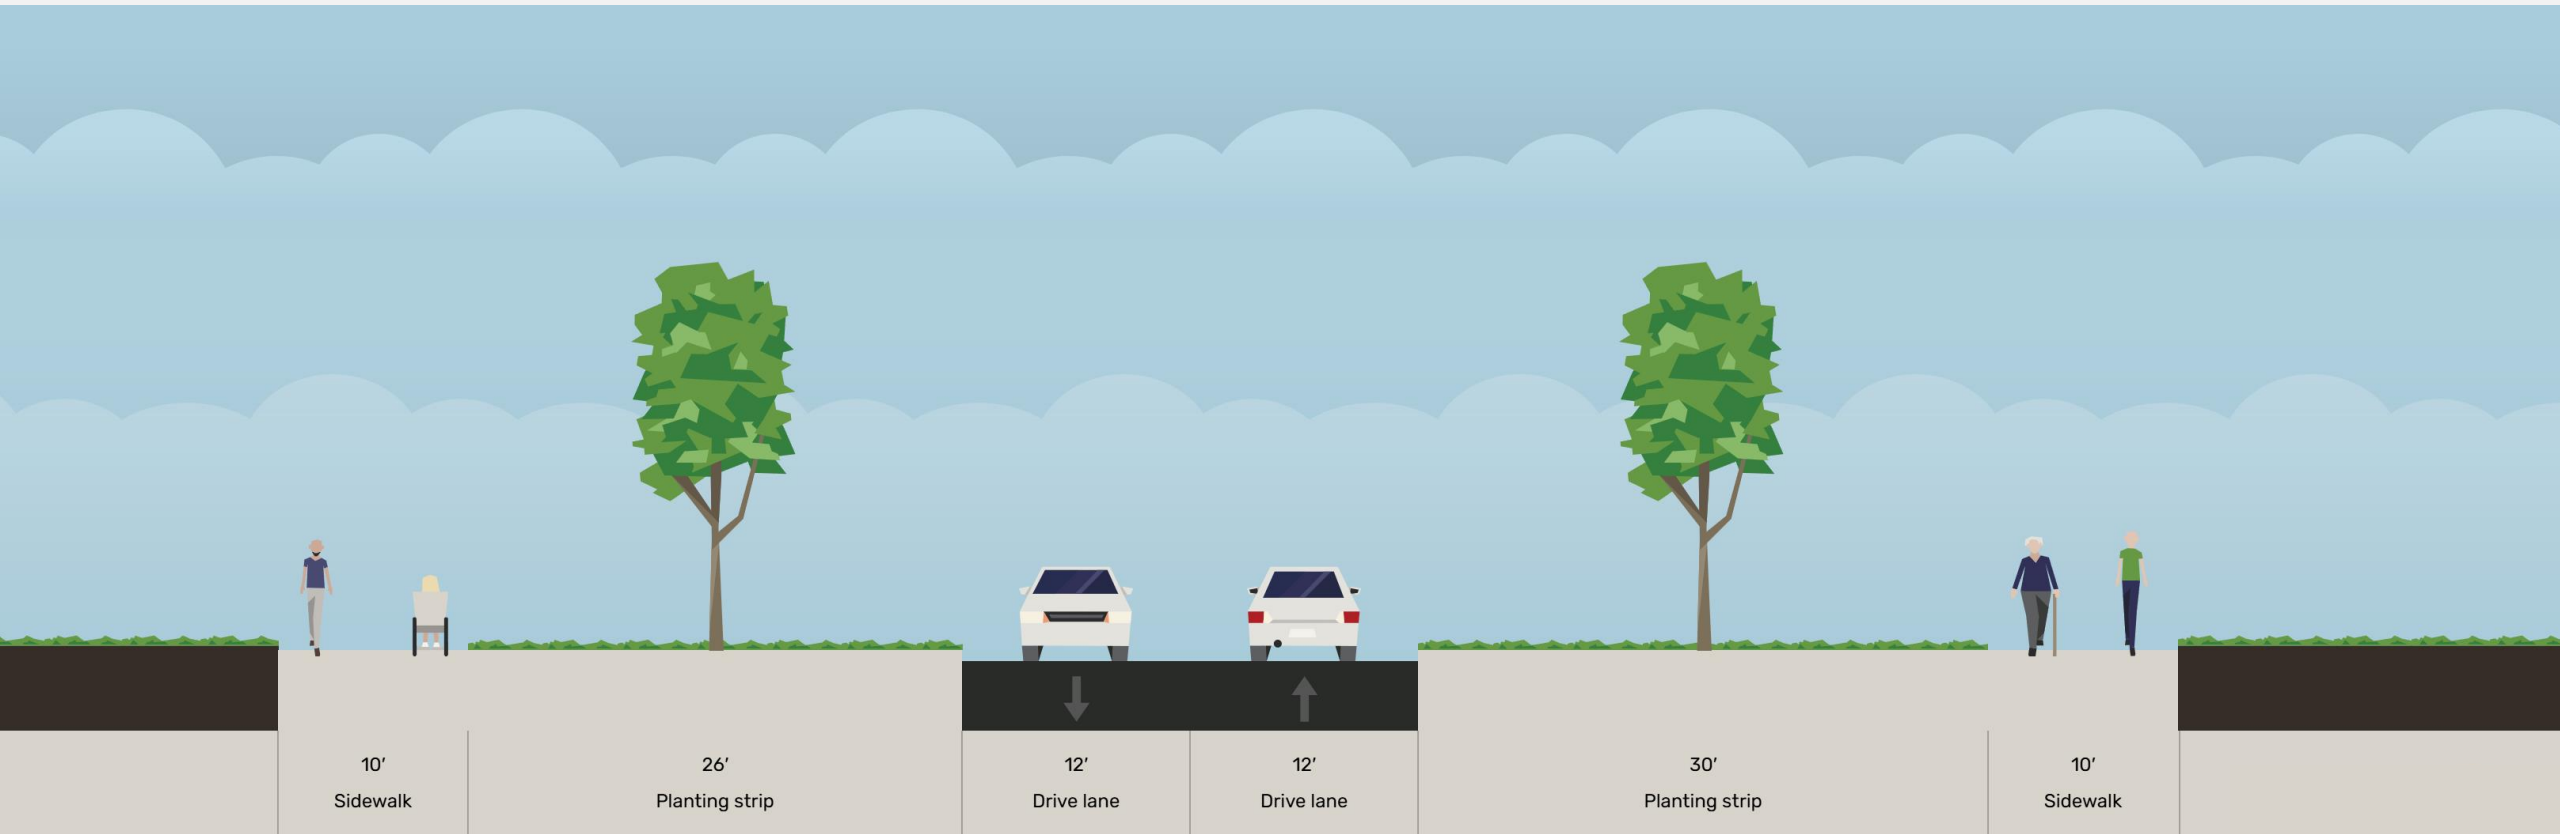 10′
Sidewalk
26′
Planting strip
12′
Drive lane
12′
Drive lane
30′
Planting strip
10′
Sidewalk